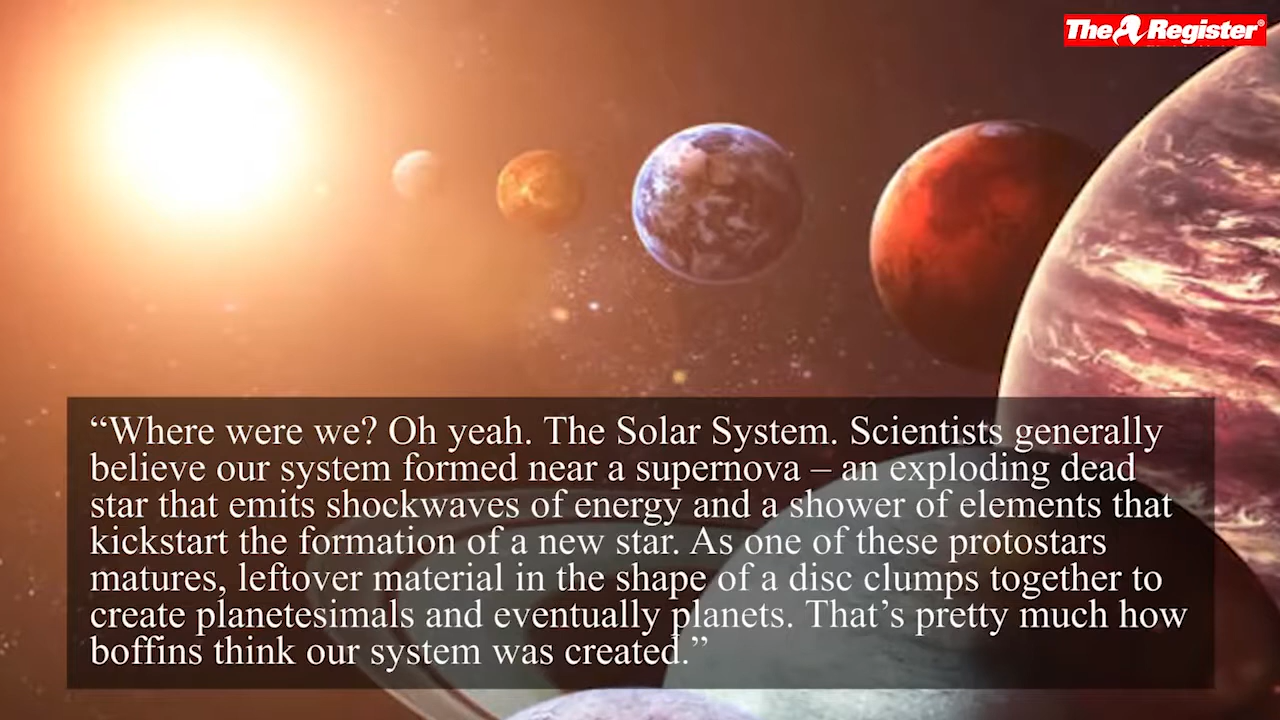 The Register®
“Where were we? Oh yeah. The Solar System. Scientists generally
believe our system formed near a supernova – an exploding dead
star that emits shockwaves of energy and a shower of elements that
kickstart the formation of a new star. As one of these protostars
matures, leftover material in the shape of a disc clumps together to
create planetesimals and eventually planets. That’s pretty much how
boffins think our system was created.”